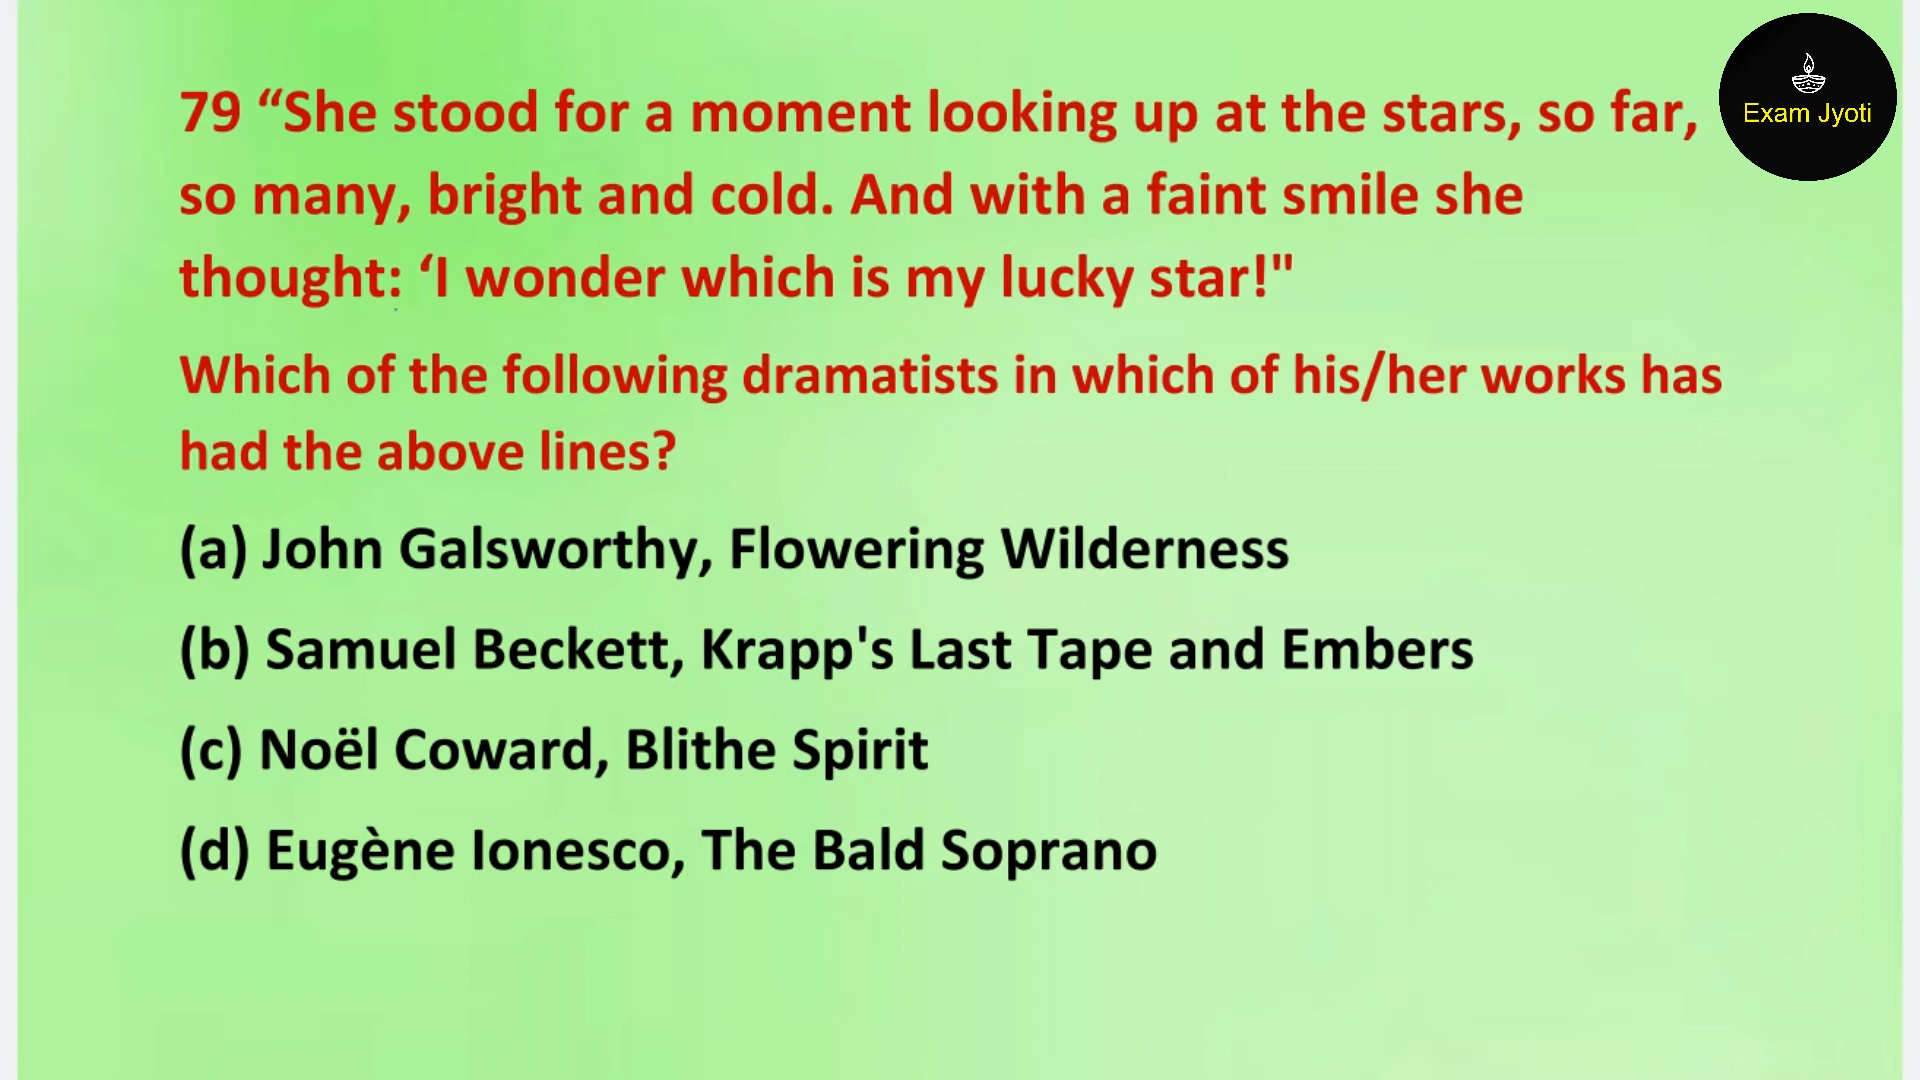 79 “She stood for a moment looking up at the stars, so far,
so many, bright and cold. And with a faint smile she
thought: ‘I wonder which is my lucky star!"
Which of the following dramatists in which of his/her works has
had the above lines?
(a) John Galsworthy, Flowering Wilderness
(b) Samuel Beckett, Krapp's Last Tape and Embers
(c) Noël Coward, Blithe Spirit
(d) Eugène Ionesco, The Bald Soprano
Exam Jyoti